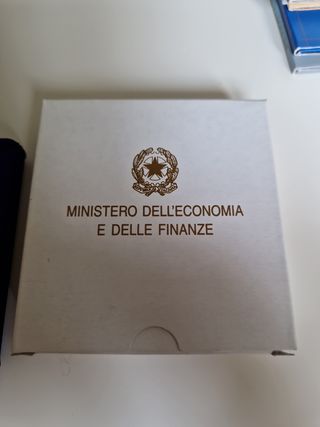 MINISTERO DELL'ECONOMIA
E DELLE FINANZE